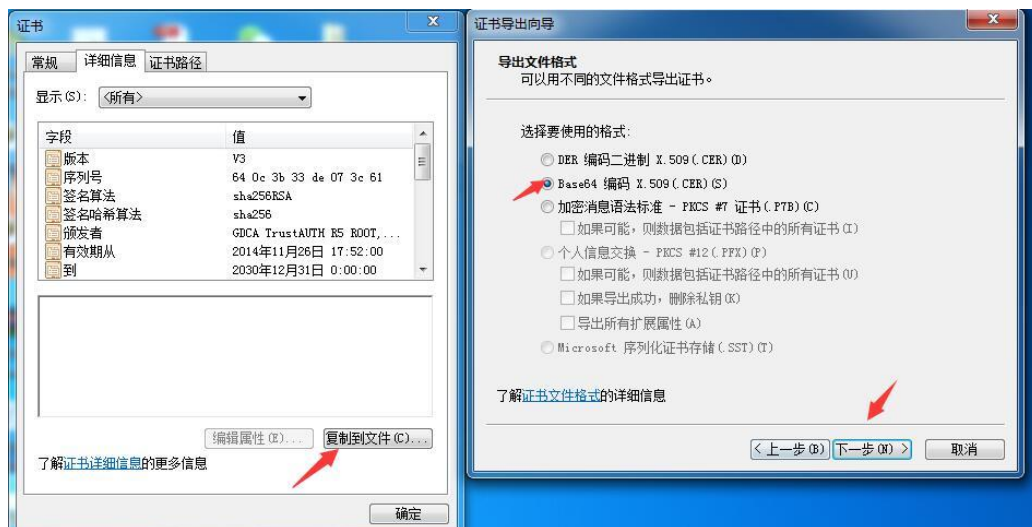 证书
常规 详细信息 证书路径
显示(S): <所有>
字段 值
版本 V3
序列号 64 0c 3b 33 de 07 3c 61
签名算法 sha256RSA
签名哈希算法 sha256
颁发者 GDCA TrustAUTH R5 ROOT,...
有效期从 2014年11月26日 17:52:00
到 2030年12月31日 0:00:00
编辑属性(E)... 复制到文件(C)...
了解证书详细信息的更多信息
确定
证书导出向导
导出文件格式
可以用不同的文件格式导出证书。
选择要使用的格式:
DER 编码二进制 X.509(.CER)(D)
Base64 编码 X.509(.CER)(S)
加密消息语法标准 - PKCS #7 证书(.P7B)(C)
如果可能，则数据包括证书路径中的所有证书(I)
个人信息交换 - PKCS #12(.PFX)(P)
如果可能，则数据包括证书路径中的所有证书(U)
如果导出成功，删除私钥(K)
导出所有扩展属性(A)
Microsoft 序列化证书存储(.SST)(T)
了解证书文件格式的详细信息
< 上一步(B) 下一步(N) > 取消